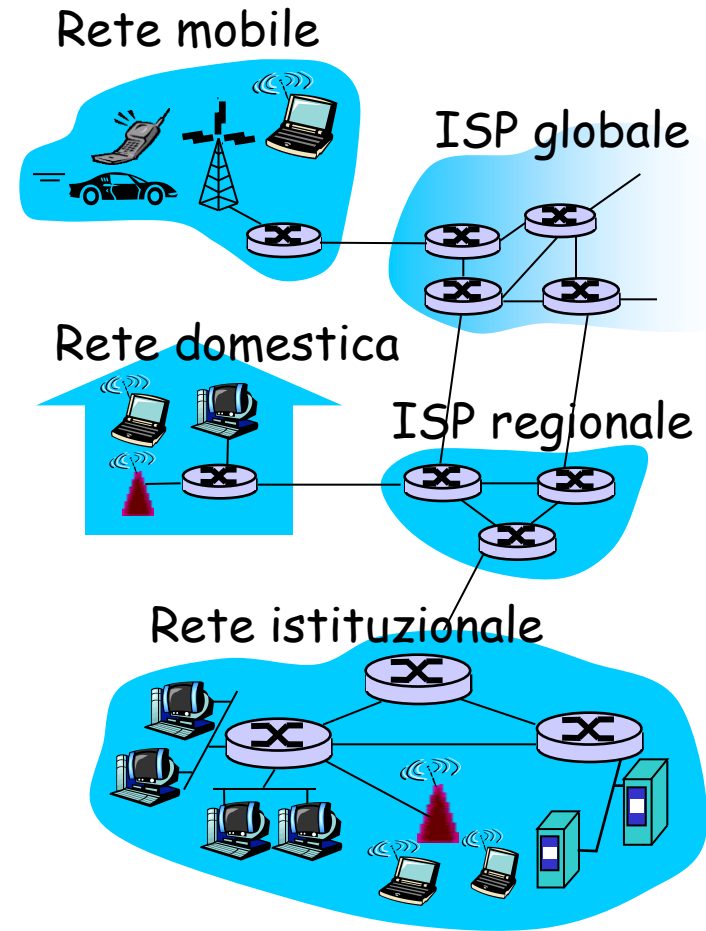 Rete mobile
ISP globale
Rete domestica
ISP regionale
Rete istituzionale